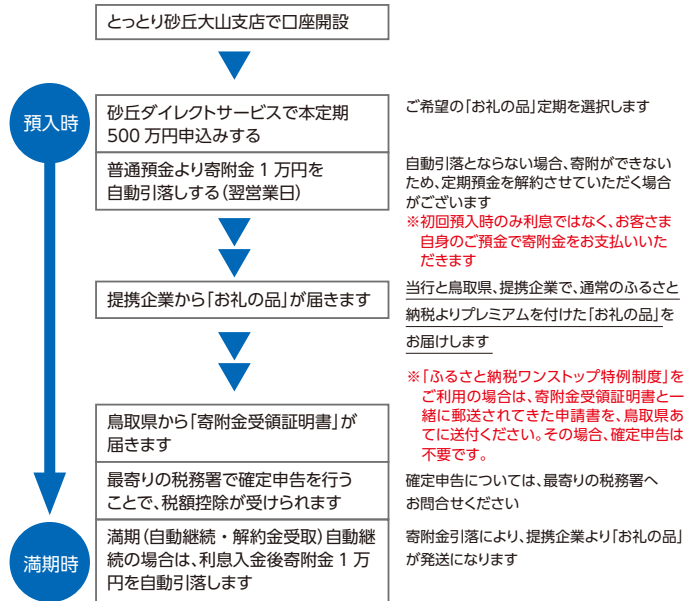 とっとり砂丘大山支店で口座開設
預入時
砂丘ダイレクトサービスで本定期
500 万円申込みする
ご希望の「お礼の品」定期を選択します
普通預金より寄附金 1 万円を
自動引落しする（翌営業日）
自動引落とならない場合、寄附ができない
ため、定期預金を解約させていただく場合
がございます
※初回預入時のみ利息ではなく、お客さま
自身のご預金で寄附金をお支払いいた
だきます
提携企業から「お礼の品」が届きます
当行と鳥取県、提携企業で、通常のふるさと
納税よりプレミアムを付けた「お礼の品」を
お届けします
※「ふるさと納税ワンストップ特例制度」を
ご利用の場合は、寄附金受領証明書と一
緒に郵送されてきた申請書を、鳥取県あ
てに送付ください。その場合、確定申告は
不要です。
鳥取県から「寄附金受領証明書」が
届きます
最寄りの税務署で確定申告を行う
ことで、税額控除が受けられます
確定申告については、最寄りの税務署へ
お問合せください
満期時
満期（自動継続・解約金受取）自動継
続の場合は、利息入金後寄附金 1 万
円を自動引落します
寄附金引落により、提携企業より「お礼の品」
が発送になります